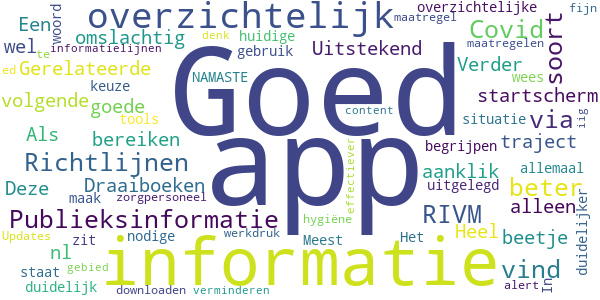 Een woord overzichtelijk maatregel overzichtelijke fijn
wel informatielijnen omslachtig denk huidige Covid maatregelen soort
te gebruik Uitstekend Verder
ed Gerelateerde NAMASTE Goed wees
volgende keuze tools content startscherm
goede situatie via iig
Als bereiken begrijpen traject
Richtlijnen app aanklik allemaal
Deze Draaiboeken effectiever uitgelegd beter
maak zorgpersoneel alleen
Publieksinformatie hygiëne RIVM duidelijker
zit nodige werkdruk Meest Het Heel beetje
nl informatie
Updates gebied vind
staat In
duidelijk downloaden verminderen alert